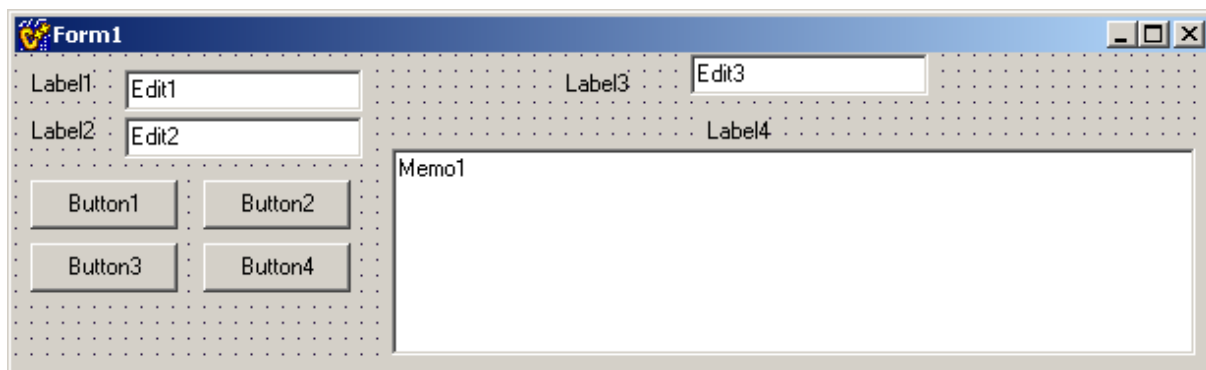 Form1
Label1 Edit1 Label3 Edit3
Label2 Edit2 Label4
Memo1
Button1 Button2
Button3 Button4